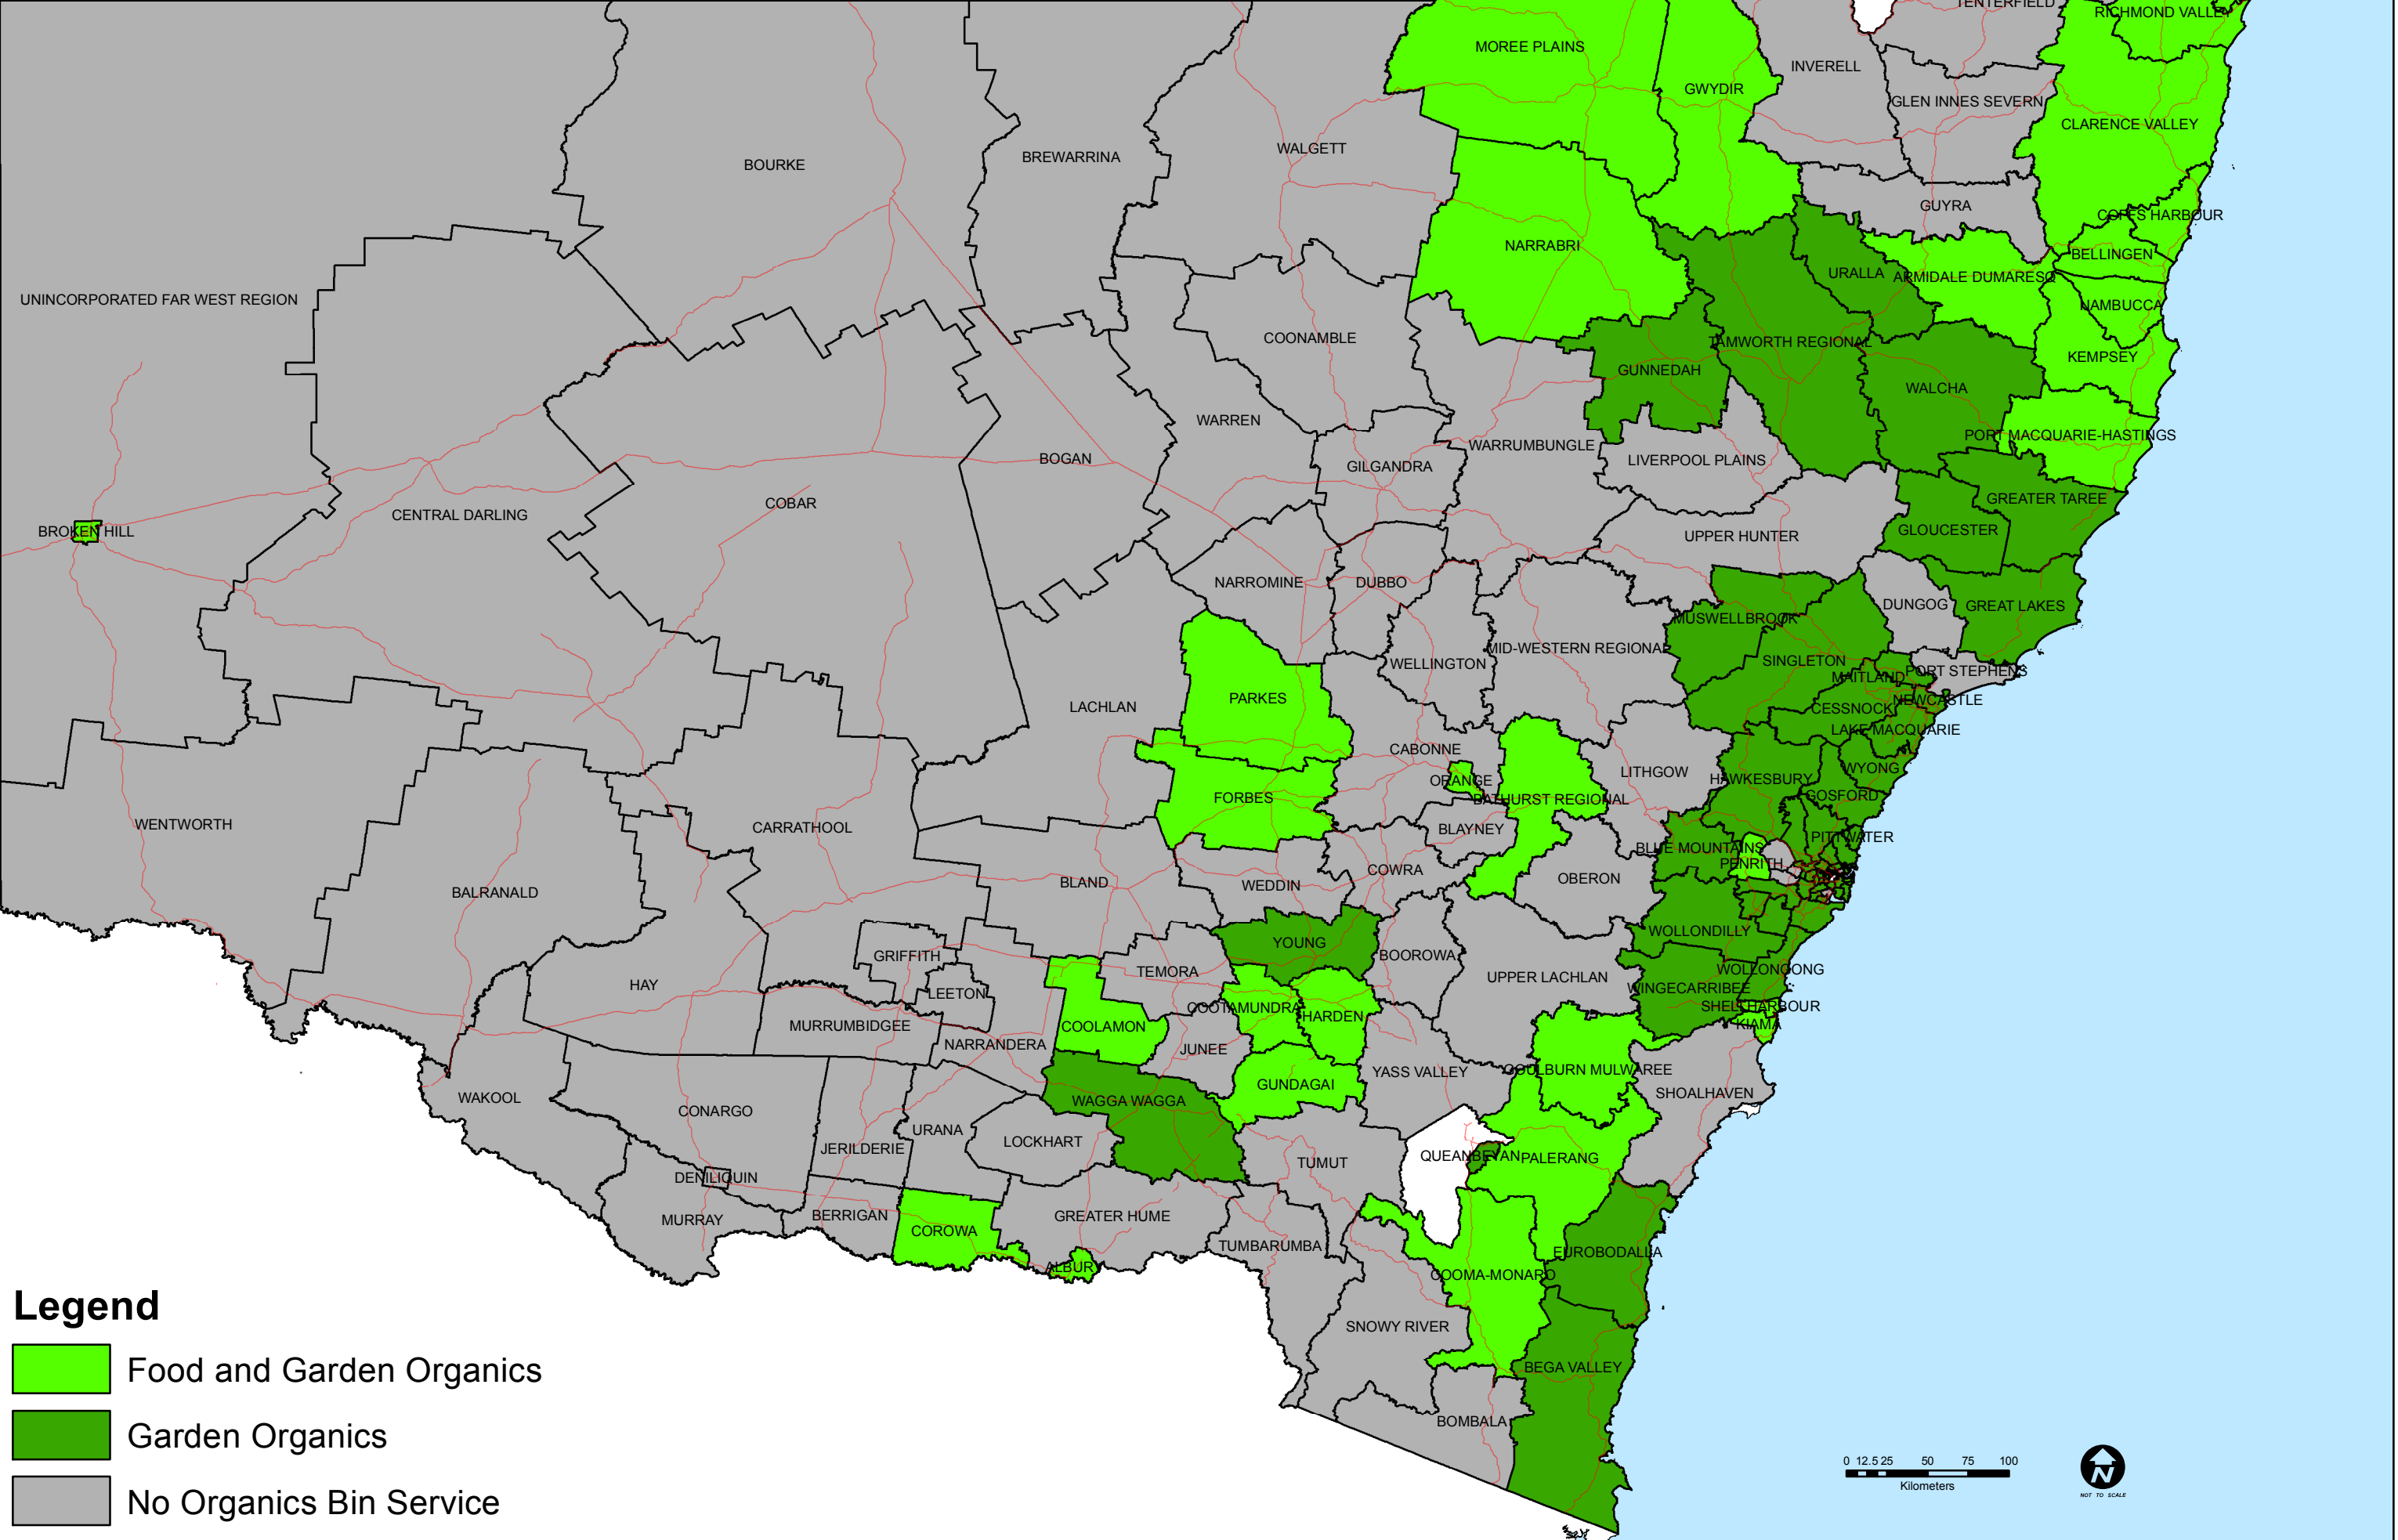 TENTERFIELD
RICHMOND VALLEY
MOREE PLAINS
INVERELL
GWYDIR
GLEN INNES SEVERN
CLARENCE VALLEY
WALGETT
BREWARRINA
BOURKE
GUYRA
COFFS HARBOUR
NARRABRI
BELLINGEN
URALLA
ARMIDALE DUMARESQ
UNINCORPORATED FAR WEST REGION
NAMBUCCA
COONAMBLE
TAMWORTH REGIONAL
KEMPSEY
GUNNEDAH
WALCHA
WARREN
PORT MACQUARIE-HASTINGS
WARRUMBUNGLE
BOGAN
LIVERPOOL PLAINS
GILGANDRA
GREATER TAREE
COBAR
CENTRAL DARLING
BROKEN HILL
GLOUCESTER
UPPER HUNTER
NARROMINE
DUBBO
DUNGOG
GREAT LAKES
MUSWELLBROOK
MID-WESTERN REGIONAL
WELLINGTON
SINGLETON
PORT STEPHENS
MAITLAND
PARKES
NEWCASTLE
LACHLAN
CESSNOCK
LAKE MACQUARIE
CABONNE
WYONG
LITHGOW
HAWKESBURY
ORANGE
GOSFORD
FORBES
BATHURST REGIONAL
WENTWORTH
CARRATHOOL
BLAYNEY
PITTWATER
BLUE MOUNTAINS
PENRITH
COWRA
OBERON
BLAND
WEDDIN
BALRANALD
WOLLONDILLY
YOUNG
BOOROWA
GRIFFITH
TEMORA
WOLLONGONG
UPPER LACHLAN
HAY
WINGECARRIBEE
LEETON
COOTAMUNDRA
SHELLHARBOUR
HARDEN
KIAMA
MURRUMBIDGEE
COOLAMON
NARRANDERA
JUNEE
GOULBURN MULWAREE
YASS VALLEY
GUNDAGAI
SHOALHAVEN
WAKOOL
WAGGA WAGGA
CONARGO
URANA
LOCKHART
JERILDERIE
QUEANBEYAN
PALERANG
TUMUT
DENILIQUIN
BERRIGAN
GREATER HUME
MURRAY
COROWA
TUMBARUMBA
EUROBODALLA
ALBURY
COOMA-MONARO
SNOWY RIVER
BEGA VALLEY
BOMBALA
Legend
Food and Garden Organics
Garden Organics
No Organics Bin Service
0 12.5 25 50 75 100
Kilometers
N
NOT TO SCALE